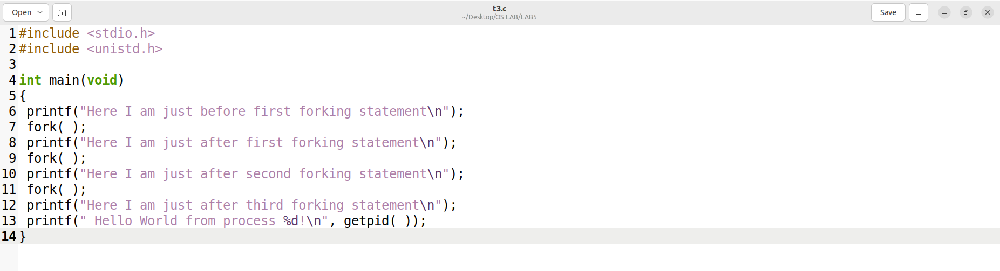 Open
t3.c
~/Desktop/OS LAB/LAB5
Save
1 #include <stdio.h>
2 #include <unistd.h>
3
4 int main(void)
5 {
6  printf("Here I am just before first forking statement\n");
7  fork( );
8  printf("Here I am just after first forking statement\n");
9  fork( );
10  printf("Here I am just after second forking statement\n");
11  fork( );
12  printf("Here I am just after third forking statement\n");
13  printf(" Hello World from process %d!\n", getpid( ));
14 }